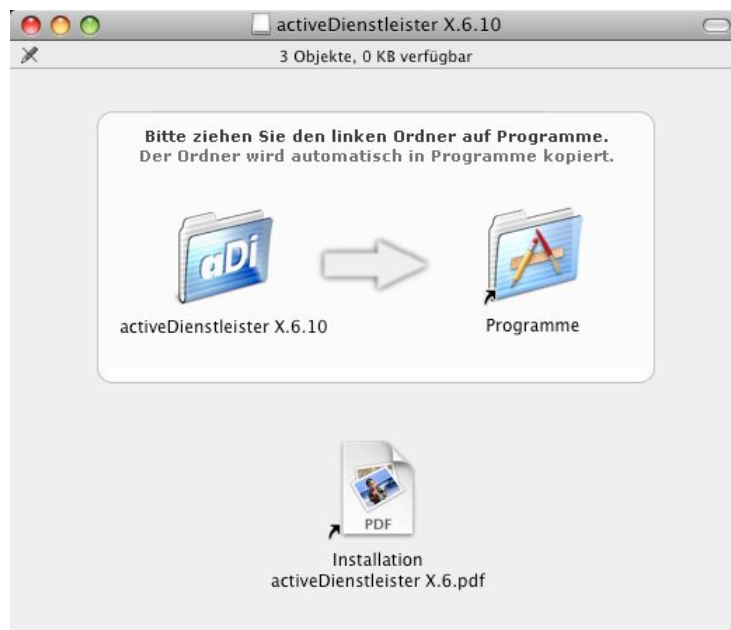 activeDienstleister X.6.10
3 Objekte, 0 KB verfügbar
Bitte ziehen Sie den linken Ordner auf Programme.
Der Ordner wird automatisch in Programme kopiert.
aDi
activeDienstleister X.6.10
Programme
PDF
Installation
activeDienstleister X.6.pdf